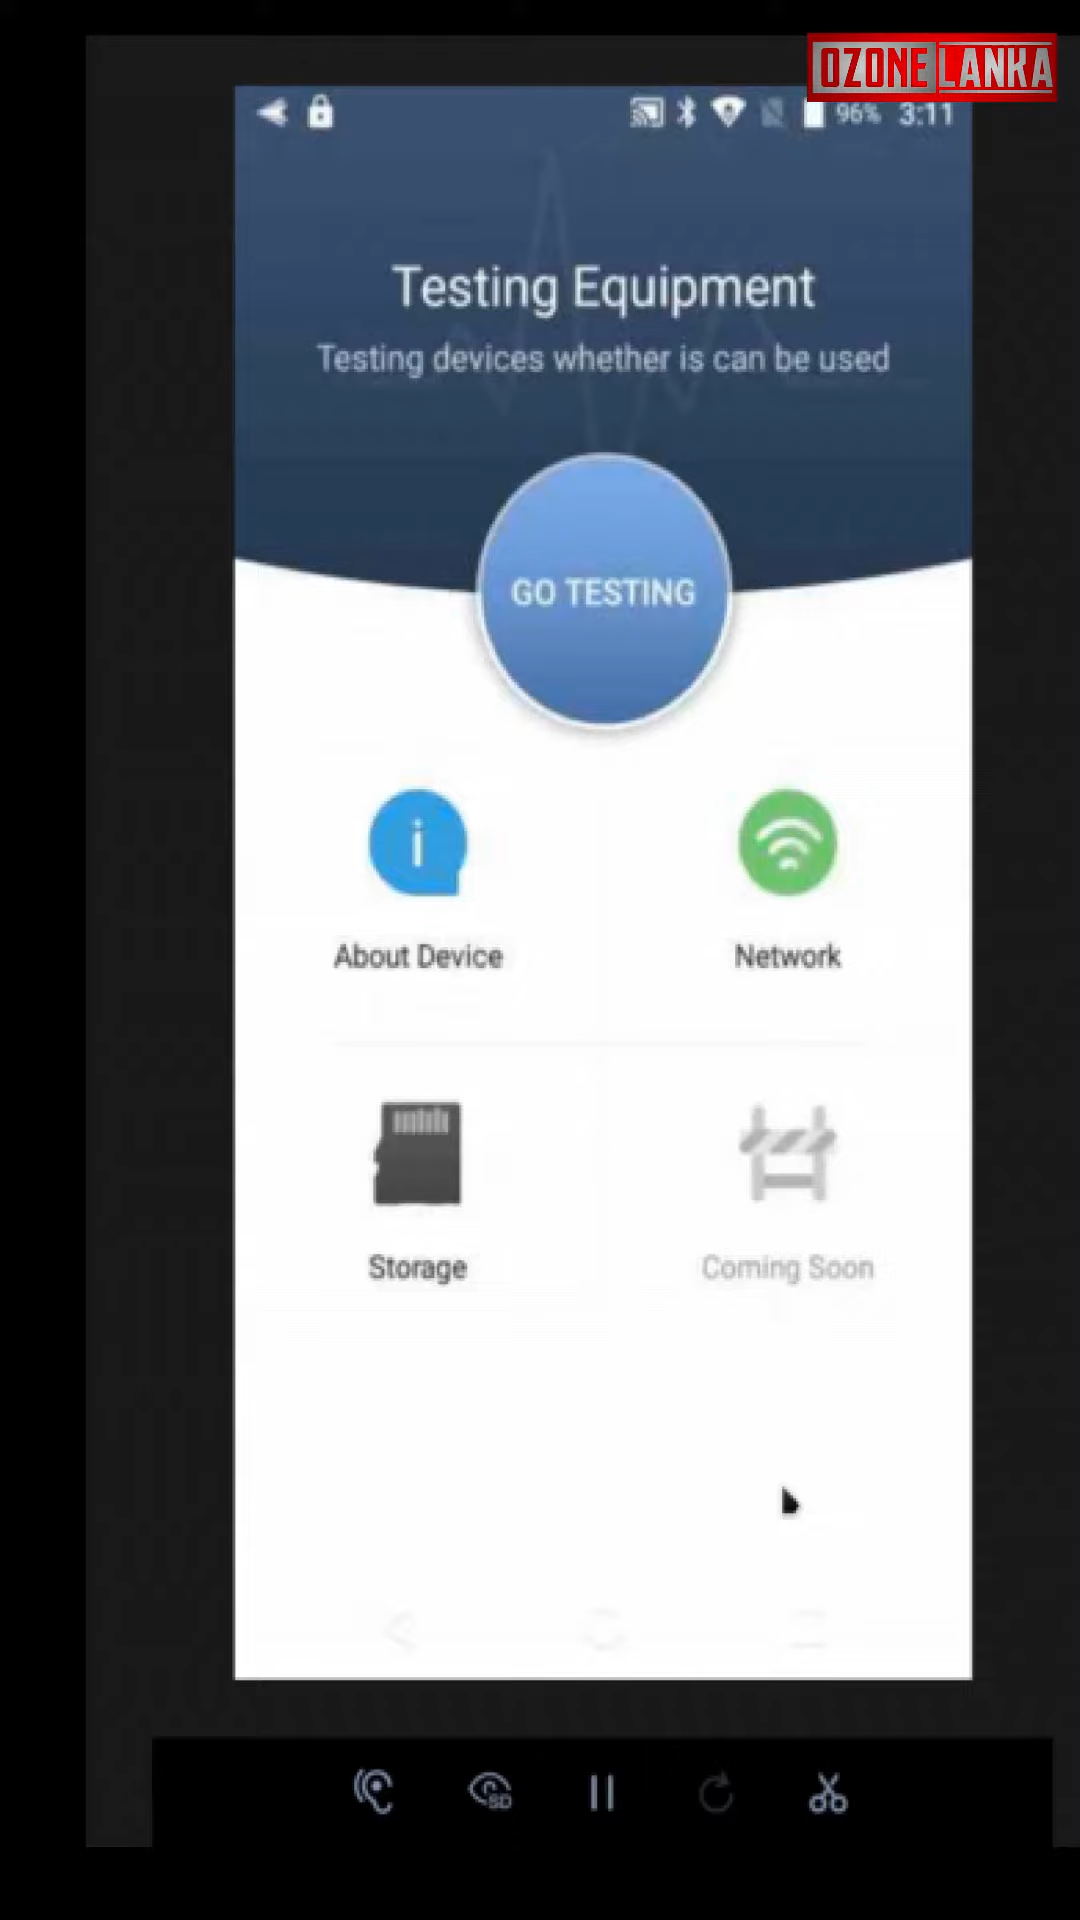 OZONE LANKA
96% 3:11
Testing Equipment
Testing devices whether is can be used
GO TESTING
About Device
Network
Storage
Coming Soon
SD